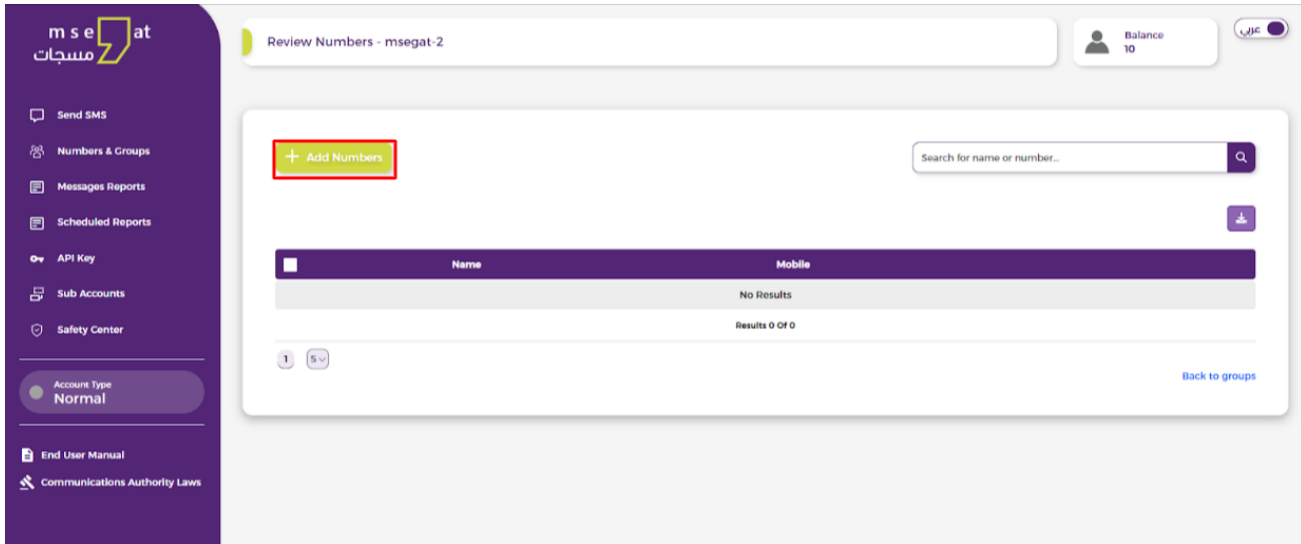 mse at
مسجات
Review Numbers - msegat-2
Balance
10
عربي
Send SMS
Numbers & Groups
Messages Reports
Scheduled Reports
API Key
Sub Accounts
Safety Center
Account Type
Normal
End User Manual
Communications Authority Laws
+ Add Numbers
Search for name or number...
Name Mobile
No Results
Results 0 Of 0
1 5
Back to groups